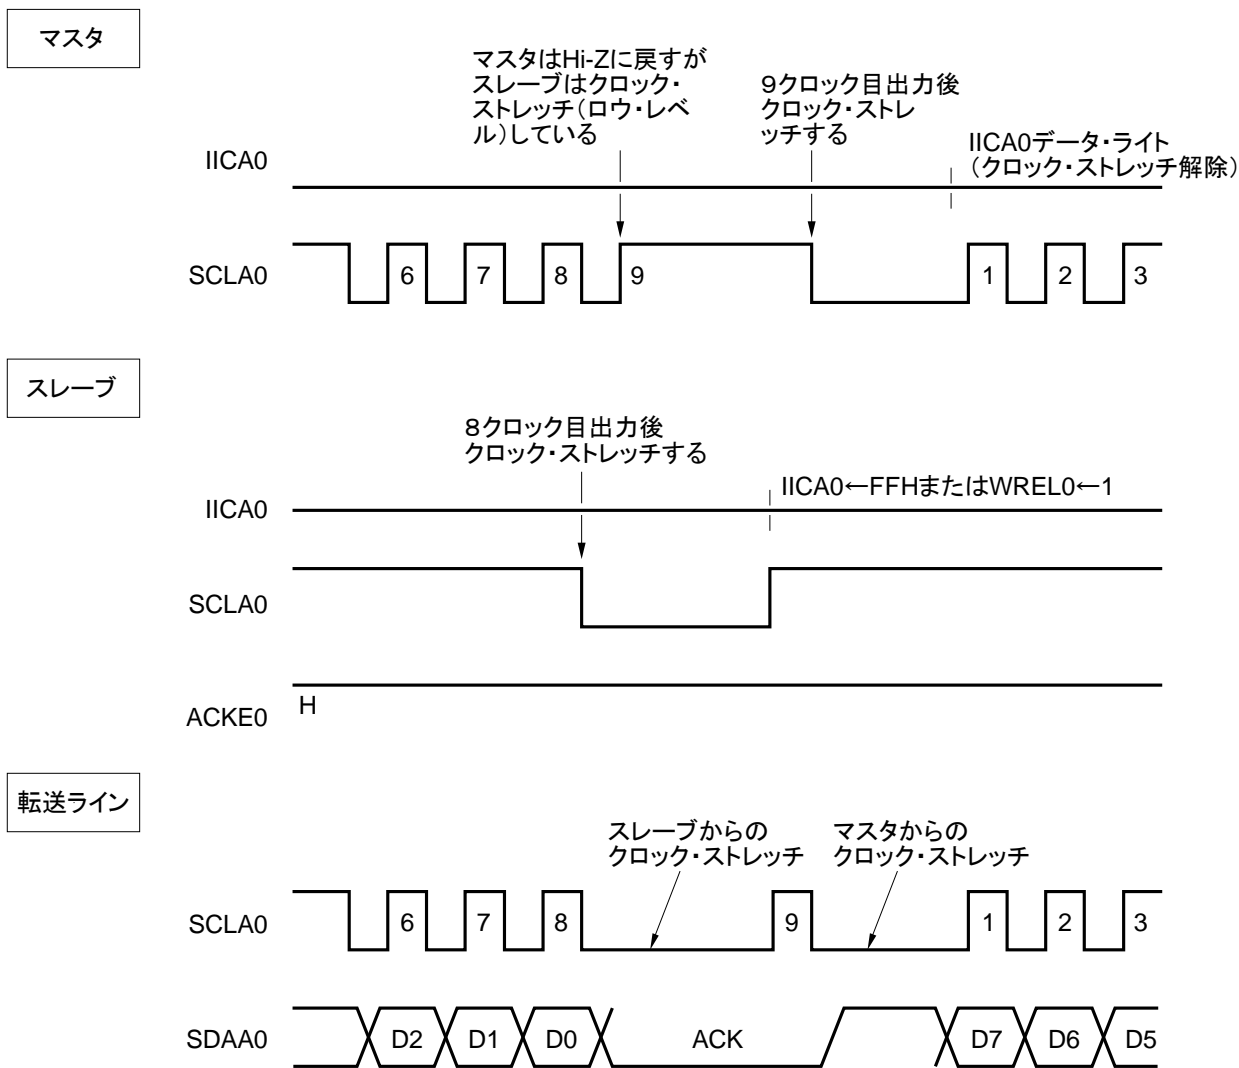 マスタ
マスタはHi-Zに戻すが
スレーブはクロック・
ストレッチ(ロウ・レベ
ル)している
9クロック目出力後
クロック・ストレ
ッチする
IICA0データ・ライト
(クロック・ストレッチ解除)
IICA0
SCLA0
6
7
8
9
1
2
3
スレーブ
8クロック目出力後
クロック・ストレッチする
IICA0←FFHまたはWREL0←1
IICA0
SCLA0
H
ACKE0
転送ライン
スレーブからの
クロック・ストレッチ
マスタからの
クロック・ストレッチ
SCLA0
6
7
8
9
1
2
3
SDAA0
D2
D1
D0
ACK
D7
D6
D5